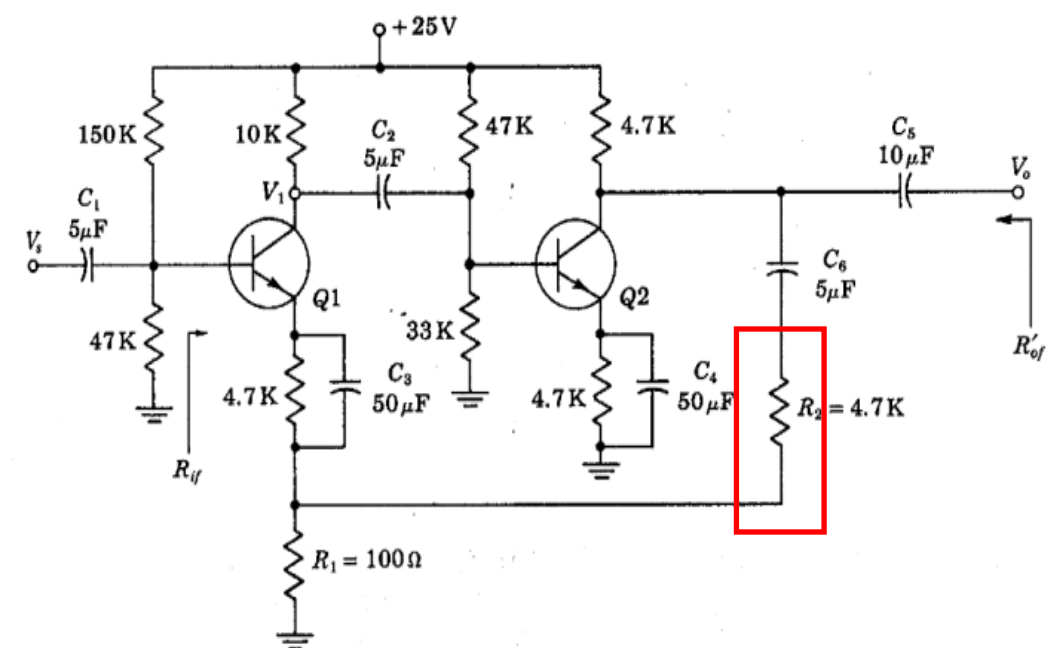 +25V
150K
10K
C₂
5μF
47K
4.7K
C₅
10μF
V₁
Vₒ
C₁
5μF
Vₛ
Q1
Q2
C₆
5μF
R'of
47K
33K
Rif
4.7K
C₃
50μF
4.7K
C₄
50μF
R₂ = 4.7K
R₁ = 100Ω